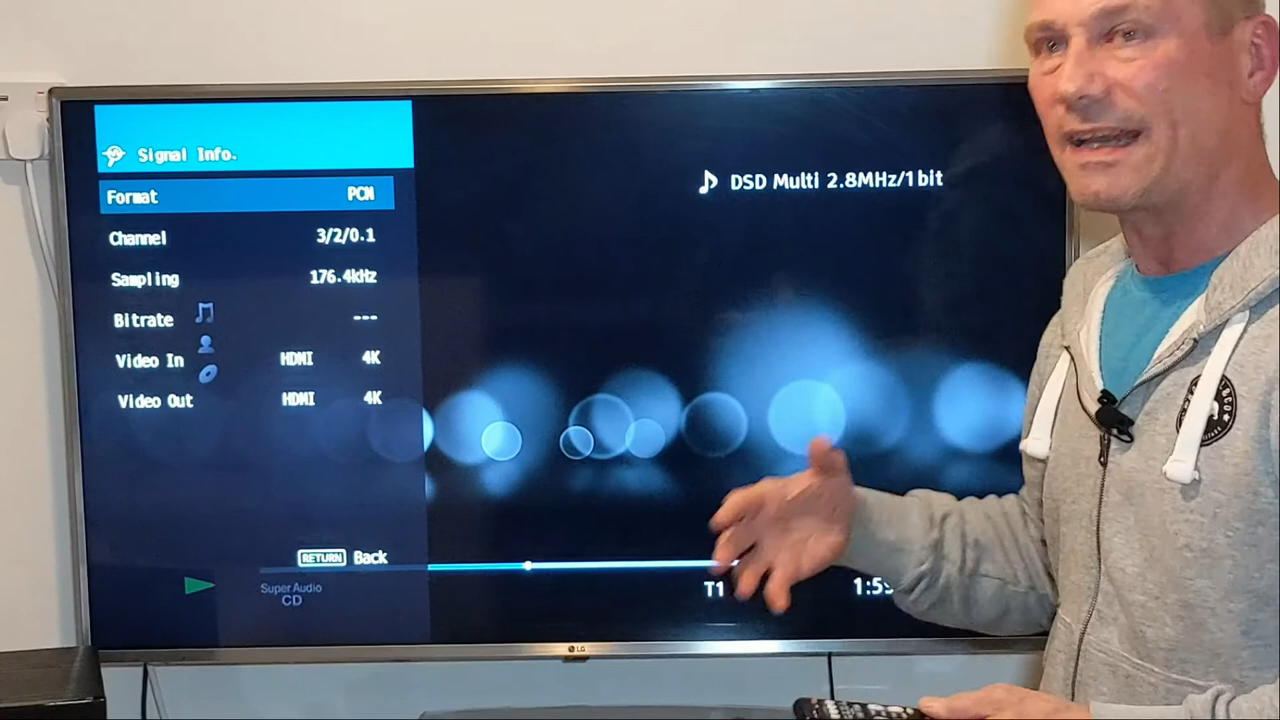 Signal Info.
Format PCM
Channel 3/2/0.1
Sampling 176.4kHz
Bitrate ---
Video In HDMI 4K
Video Out HDMI 4K
RETURN Back
Super Audio
CD
DSD Multi 2.8MHz/1bit
T1
LG